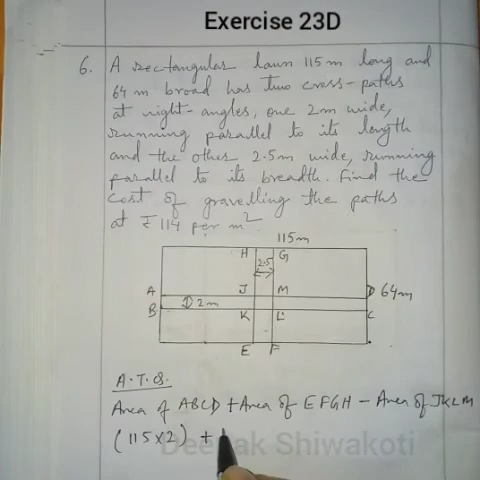 Exercise 23D
6. A rectangular lawn 115m long and
64 m broad has two cross-paths
at right-angles, one 2m wide,
running parallel to its length
and the other 2.5m wide, running
parallel to its breadth. Find the
cost of gravelling the paths
at ₹114 per m².
115m
H G
2.5
A J M D 64m
B 2m K L C
E F
A.T.Q.
Area of ABCD + Area of EFGH - Area of JKLM
(115×2) +
Deepak Shiwakoti